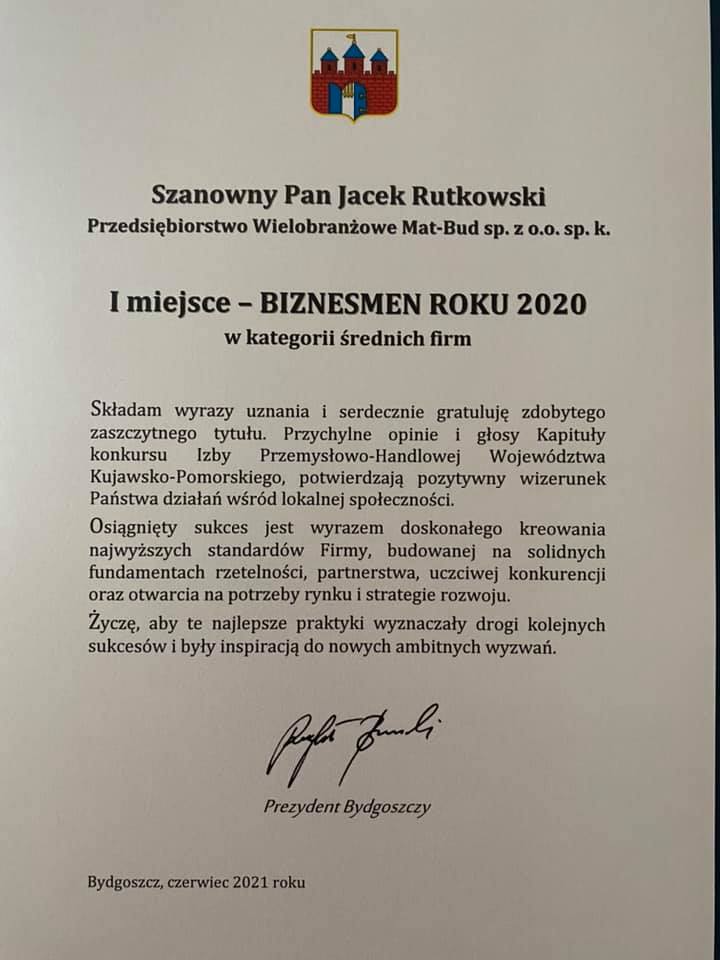 Szanowny Pan Jacek Rutkowski
Przedsiębiorstwo Wielobranżowe Mat-Bud sp. z o.o. sp. k.
I miejsce – BIZNESMEN ROKU 2020
w kategorii średnich firm
Składam wyrazy uznania i serdecznie gratuluję zdobytego
zaszczytnego tytułu. Przychylne opinie i głosy Kapituły
konkursu Izby Przemysłowo-Handlowej Województwa
Kujawsko-Pomorskiego, potwierdzają pozytywny wizerunek
Państwa działań wśród lokalnej społeczności.
Osiągnięty sukces jest wyrazem doskonałego kreowania
najwyższych standardów Firmy, budowanej na solidnych
fundamentach rzetelności, partnerstwa, uczciwej konkurencji
oraz otwarcia na potrzeby rynku i strategie rozwoju.
Życzę, aby te najlepsze praktyki wyznaczały drogi kolejnych
sukcesów i były inspiracją do nowych ambitnych wyzwań.
Prezydent Bydgoszczy
Bydgoszcz, czerwiec 2021 roku